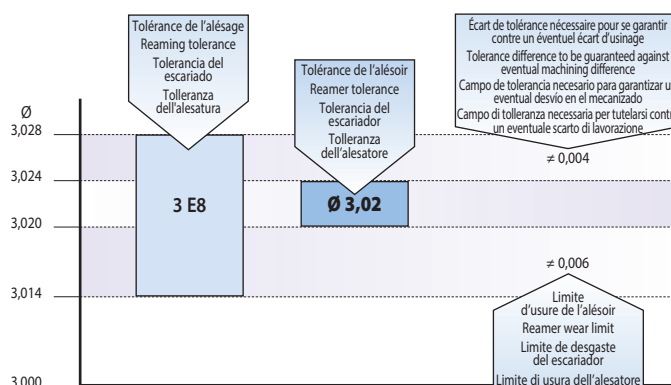 Tolérance de l'alésage
Reaming tolerance
Tolerancia del
escariado
Tolleranza
dell'alesatura
Tolérance de l'alésoir
Reamer tolerance
Tolerancia del
escariador
Tolleranza
dell'alesatore
Écart de tolérance nécessaire pour se garantir
contre un éventuel écart d'usinage
Tolerance difference to be guaranteed against
eventual machining difference
Campo de tolerancia necesario para garantizar
eventual desvío en el mecanizado
Campo di tolleranza necessaria per tutelarsi
un eventuale scarto di lavorazione
Ø
3,028
3,024
3,020
3,014
3,000
3 E8
Ø 3,02
≠ 0,004
≠ 0,006
Limite
d'usure de l'alésoir
Reamer wear limit
Limite de desgaste
del escariador
Limite di usura dell'alesatore